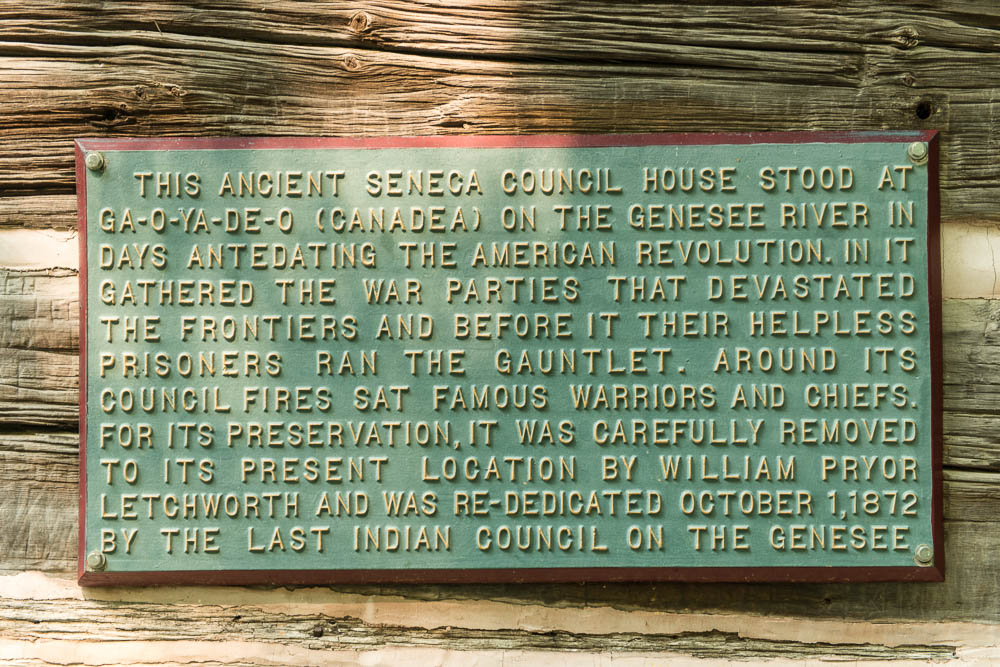 THIS ANCIENT SENECA COUNCIL HOUSE STOOD AT
GA-O-YA-DE-O (CANADEA) ON THE GENESEE RIVER IN
DAYS ANTEDATING THE AMERICAN REVOLUTION. IN IT
GATHERED THE WAR PARTIES THAT DEVASTATED
THE FRONTIERS AND BEFORE IT THEIR HELPLESS
PRISONERS RAN THE GAUNTLET. AROUND ITS
COUNCIL FIRES SAT FAMOUS WARRIORS AND CHIEFS.
FOR ITS PRESERVATION, IT WAS CAREFULLY REMOVED
TO ITS PRESENT LOCATION BY WILLIAM PRYOR
LETCHWORTH AND WAS RE-DEDICATED OCTOBER 1,1872
BY THE LAST INDIAN COUNCIL ON THE GENESEE